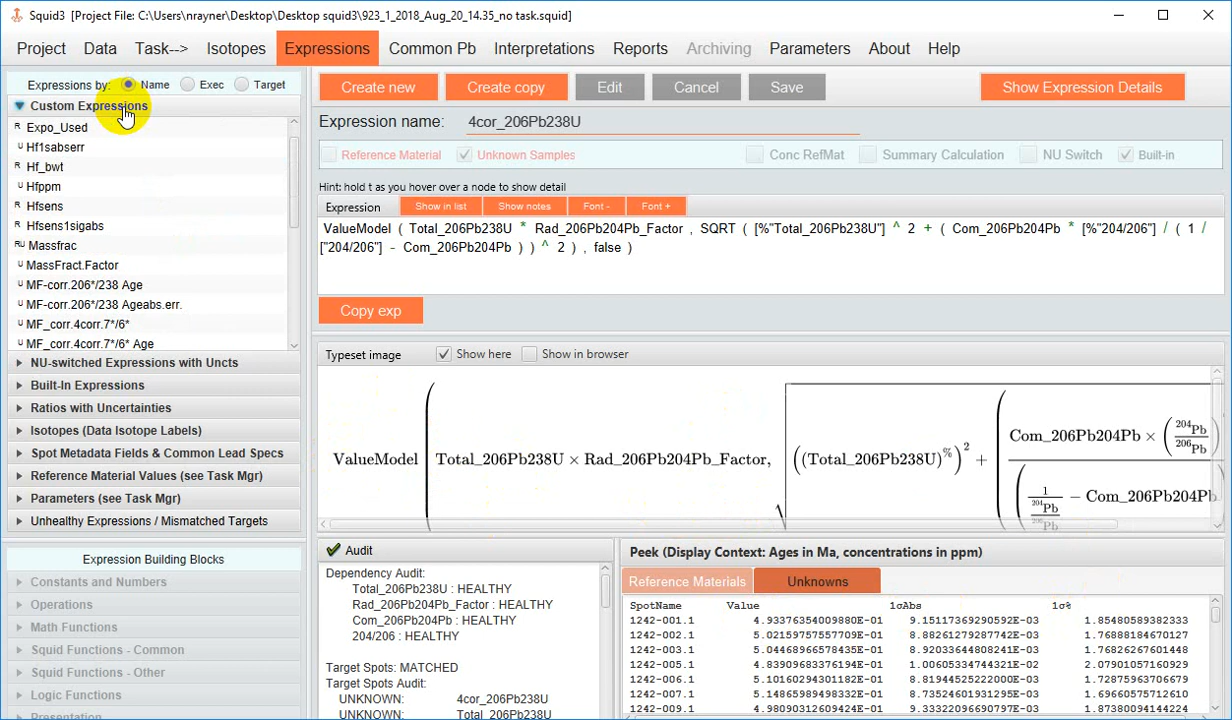 Squid3 [Project File: C:\Users\nrayner\Desktop\Desktop squid3\923_1_2018_Aug_20_14.35_no task.squid]
Project Data Task--> Isotopes Expressions Common Pb Interpretations Reports Archiving Parameters About Help
Expressions by: Name Exec Target
Custom Expressions
R Expo_Used
U Hf1sabserr
R Hf_bwt
U Hfppm
R Hfsens
R Hfsens1sigabs
RU Massfrac
U MassFract.Factor
U MF-corr.206*/238 Age
U MF-corr.206*/238 Ageabs.err.
U MF_corr.4corr.7*/6*
U MF_corr.4corr.7*/6* Age
NU-switched Expressions with Uncts
Built-In Expressions
Ratios with Uncertainties
Isotopes (Data Isotope Labels)
Spot Metadata Fields & Common Lead Specs
Reference Material Values (see Task Mgr)
Parameters (see Task Mgr)
Unhealthy Expressions / Mismatched Targets
Expression Building Blocks
Constants and Numbers
Operations
Math Functions
Squid Functions - Common
Squid Functions - Other
Logic Functions
Presentation
Create new Create copy Edit Cancel Save Show Expression Details
Expression name: 4cor_206Pb238U
Reference Material Unknown Samples Conc RefMat Summary Calculation NU Switch Built-in
Hint: hold t as you hover over a node to show detail
Expression Show in list Show notes Font - Font +
ValueModel ( Total_206Pb238U * Rad_206Pb204Pb_Factor , SQRT ( [%"Total_206Pb238U"] ^ 2 + ( Com_206Pb204Pb * [%"204/206"] / ( 1 /
["204/206"] - Com_206Pb204Pb ) ) ^ 2 ) , false )
Copy exp
Typeset image Show here Show in browser
ValueModel ( Total_206Pb238U × Rad_206Pb204Pb_Factor, √ ((Total_206Pb238U)%)² + ( Com_206Pb204Pb × ( 204Pb / 206Pb )
( 1 / 204Pb / 206Pb − Com_206Pb204Pb
Audit
Dependency Audit:
Total_206Pb238U : HEALTHY
Rad_206Pb204Pb_Factor : HEALTHY
Com_206Pb204Pb : HEALTHY
204/206 : HEALTHY
Target Spots: MATCHED
Target Spots Audit:
UNKNOWN: 4cor_206Pb238U
UNKNOWN: Total_206Pb238U
Peek (Display Context: Ages in Ma, concentrations in ppm)
Reference Materials Unknowns
SpotName Value 1σAbs 1σ%
1242-001.1 4.93376354009880E-01 9.15117369290592E-03 1.85480589382333
1242-002.1 5.02159757557709E-01 8.88261279287742E-03 1.76888184670127
1242-003.1 5.04468966578435E-01 8.92033644808241E-03 1.76826267601448
1242-005.1 4.83909683376194E-01 1.00605334744321E-02 2.07901057160929
1242-006.1 5.10160294301182E-01 8.81944525222000E-03 1.72875963706679
1242-007.1 5.14865989498332E-01 8.73524601931295E-03 1.69660575712610
1242-009.1 4.98090312609424E-01 9.33322096690797E-03 1.87380094144224